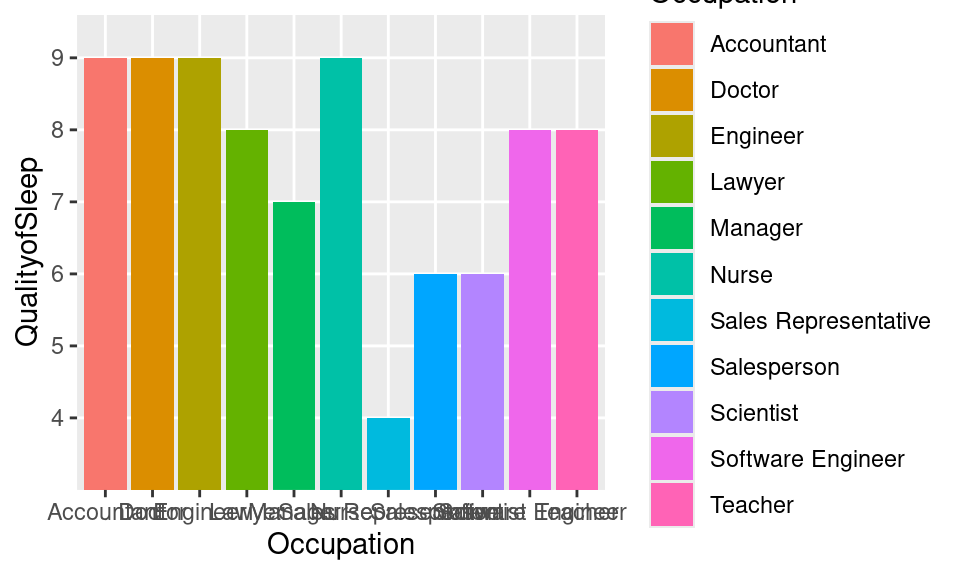 Occupation
9
8
7
6
5
4
QualityofSleep
Accountant
Doctor
Engineer
Lawyer
Manager
Nurse
Sales Representative
Salesperson
Scientist
Software Engineer
Teacher
Occupation